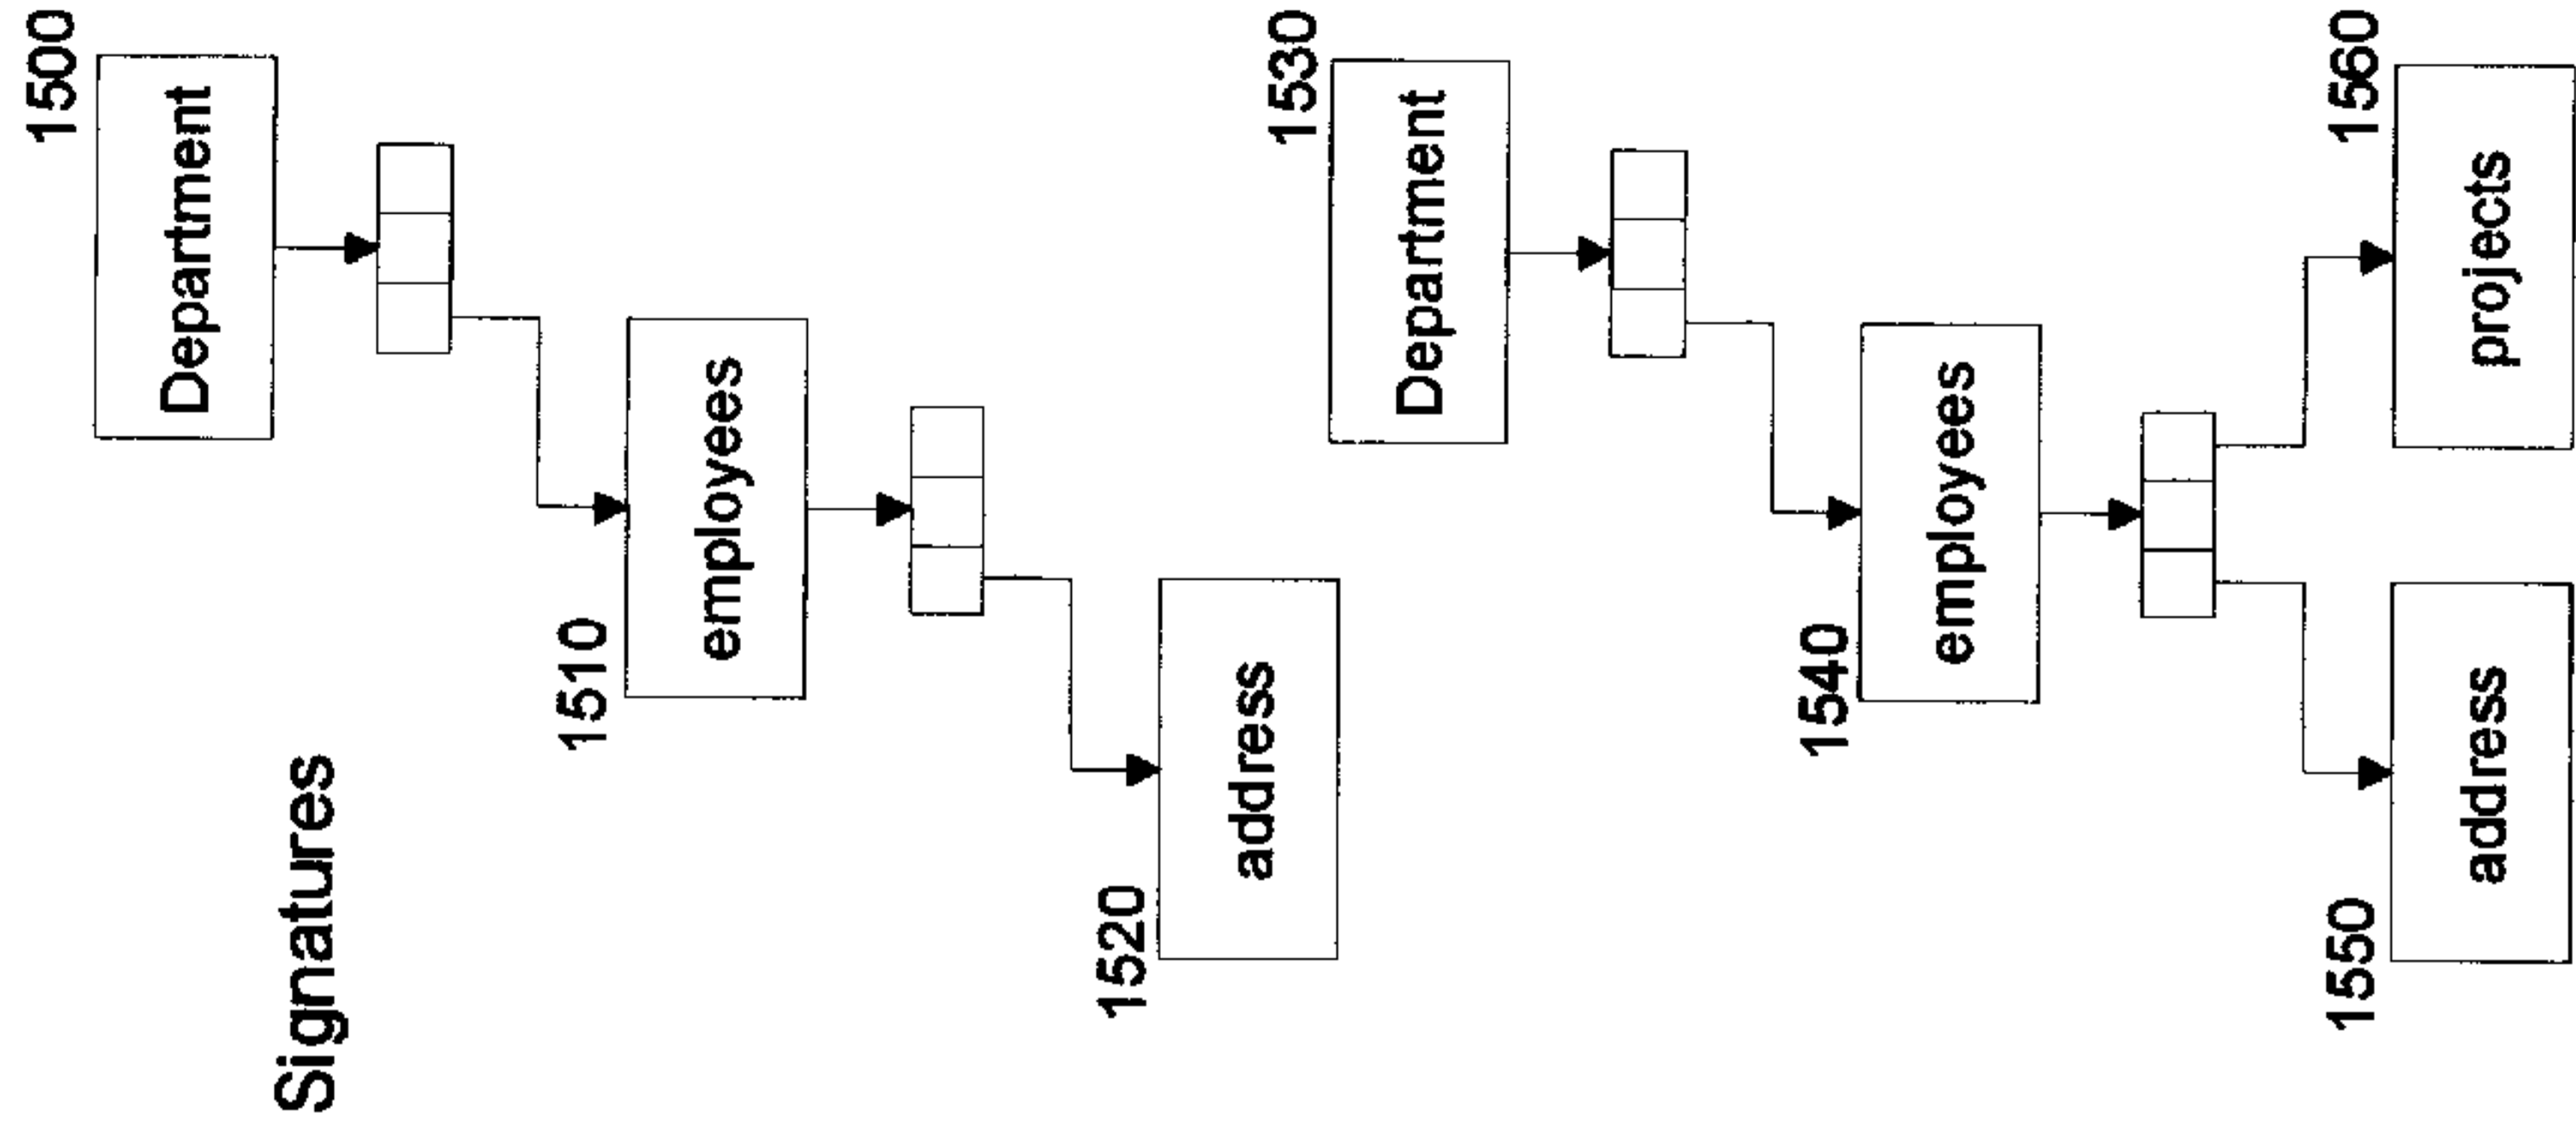 Signatures
1500
Department
1510
employees
1520
address
1530
Department
1540
employees
1550
address
1560
projects